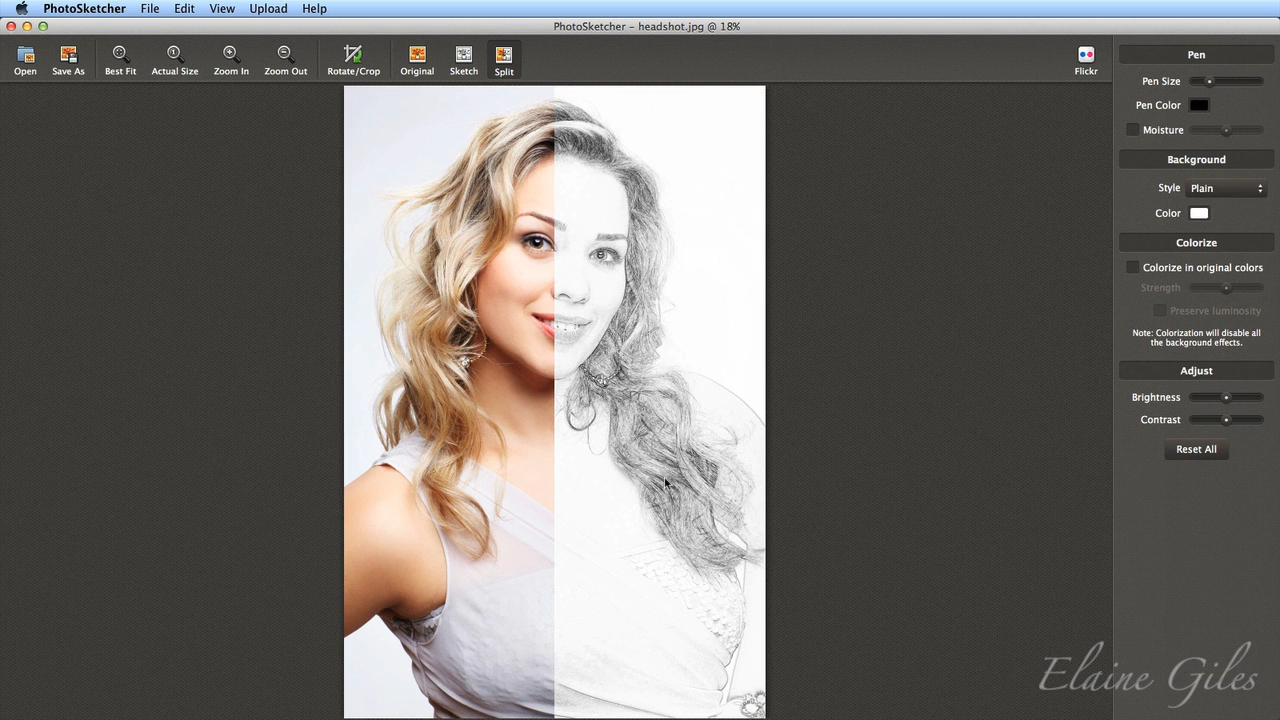 PhotoSketcher File Edit View Upload Help
PhotoSketcher – headshot.jpg @ 18%
Open Save As Best Fit Actual Size Zoom In Zoom Out Rotate/Crop Original Sketch Split Flickr
Pen
Pen Size
Pen Color
Moisture
Background
Style Plain
Color
Colorize
Colorize in original colors
Strength
Preserve luminosity
Note: Colorization will disable all
the background effects.
Adjust
Brightness
Contrast
Reset All
Elaine Giles